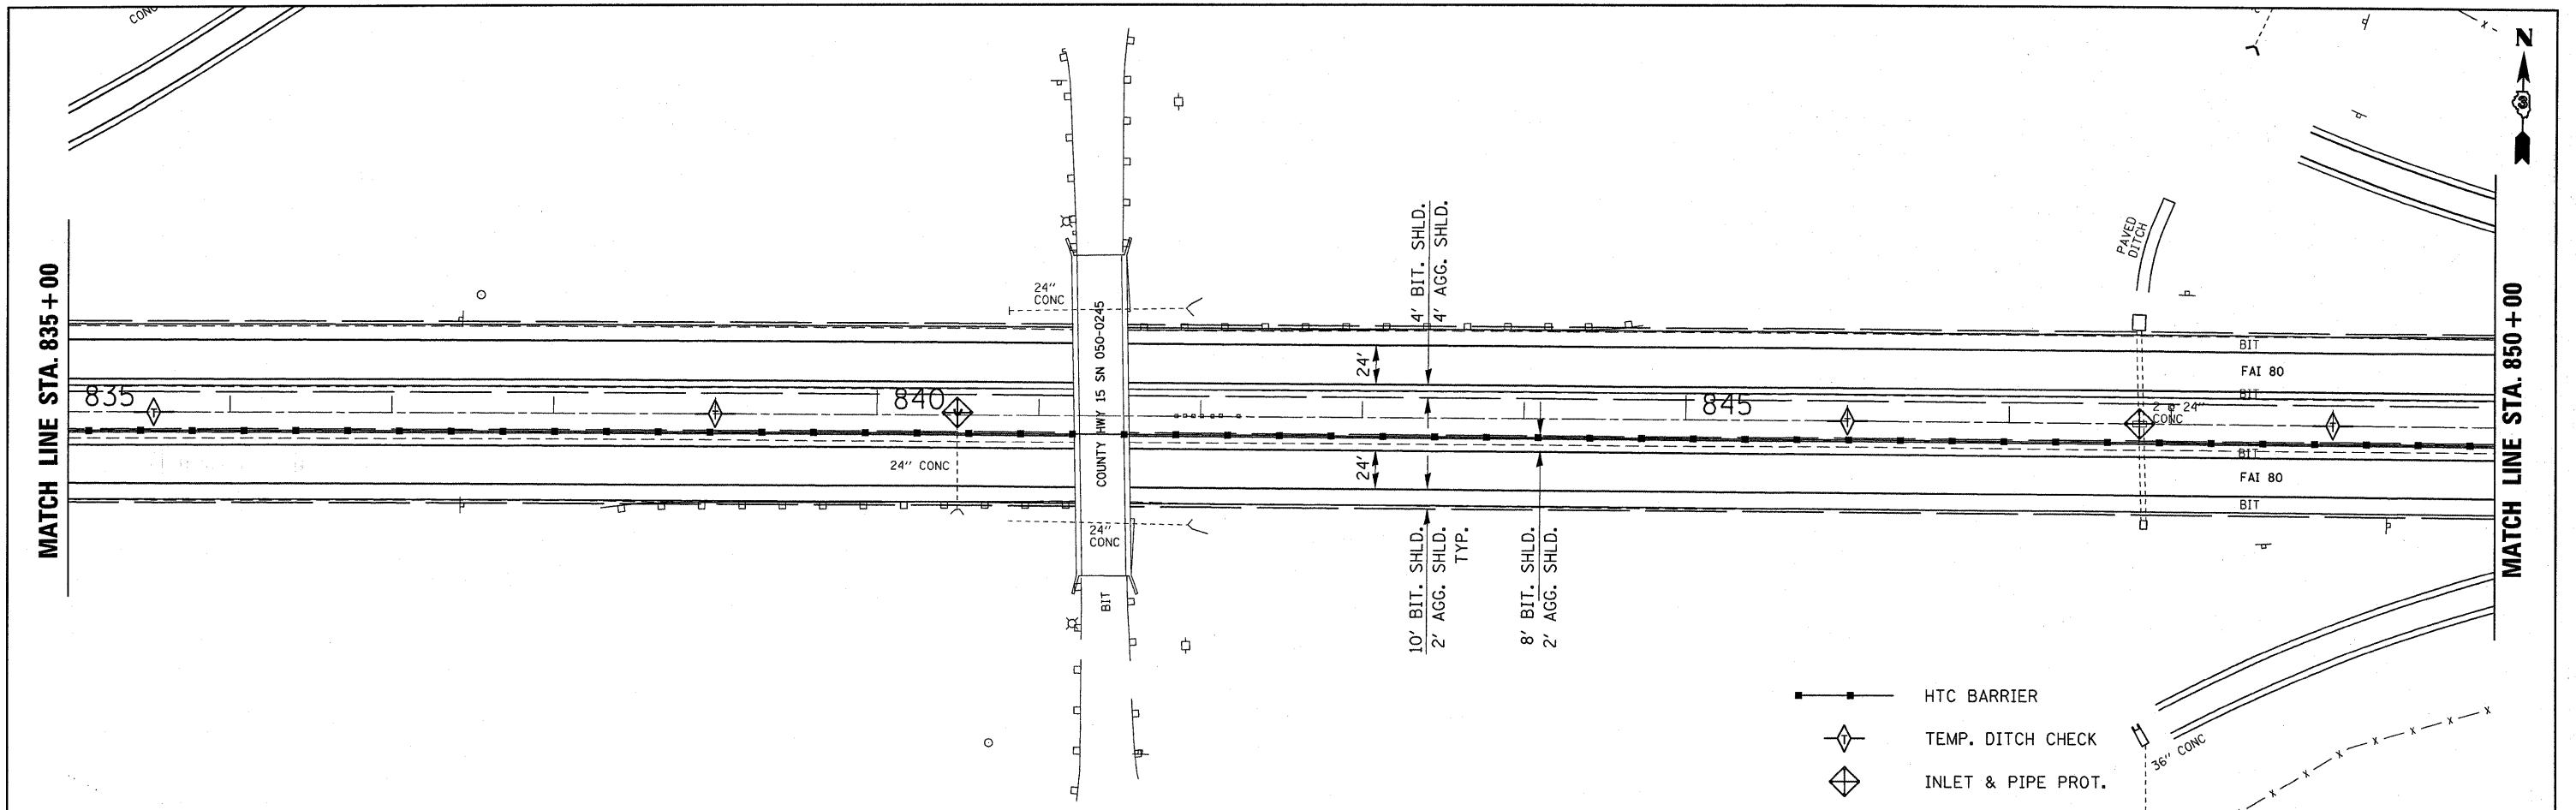 CONC
N
MATCH LINE STA. 835+00
MATCH LINE STA. 850+00
24"
CONC
COUNTY HWY 15 SN 050-0245
4' BIT. SHLD.
4' AGG. SHLD.
PAVED
DITCH
24'
BIT
FAI 80
BIT
835
840
845
2 @ 24"
CONC
24" CONC
24'
BIT
FAI 80
BIT
24"
CONC
BIT
10' BIT. SHLD.
2' AGG. SHLD.
TYP.
8' BIT. SHLD.
2' AGG. SHLD.
HTC BARRIER
T TEMP. DITCH CHECK
INLET & PIPE PROT.
36" CONC